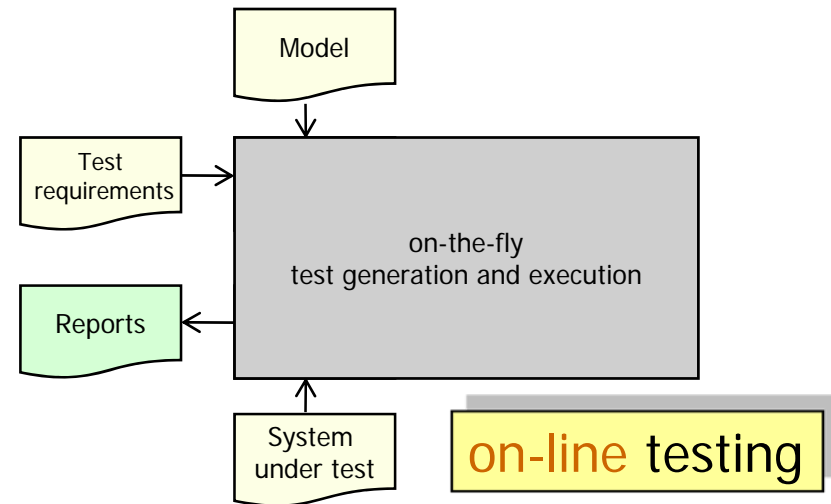 Model
Test
requirements
on-the-fly
test generation and execution
Reports
System
under test
on-line testing